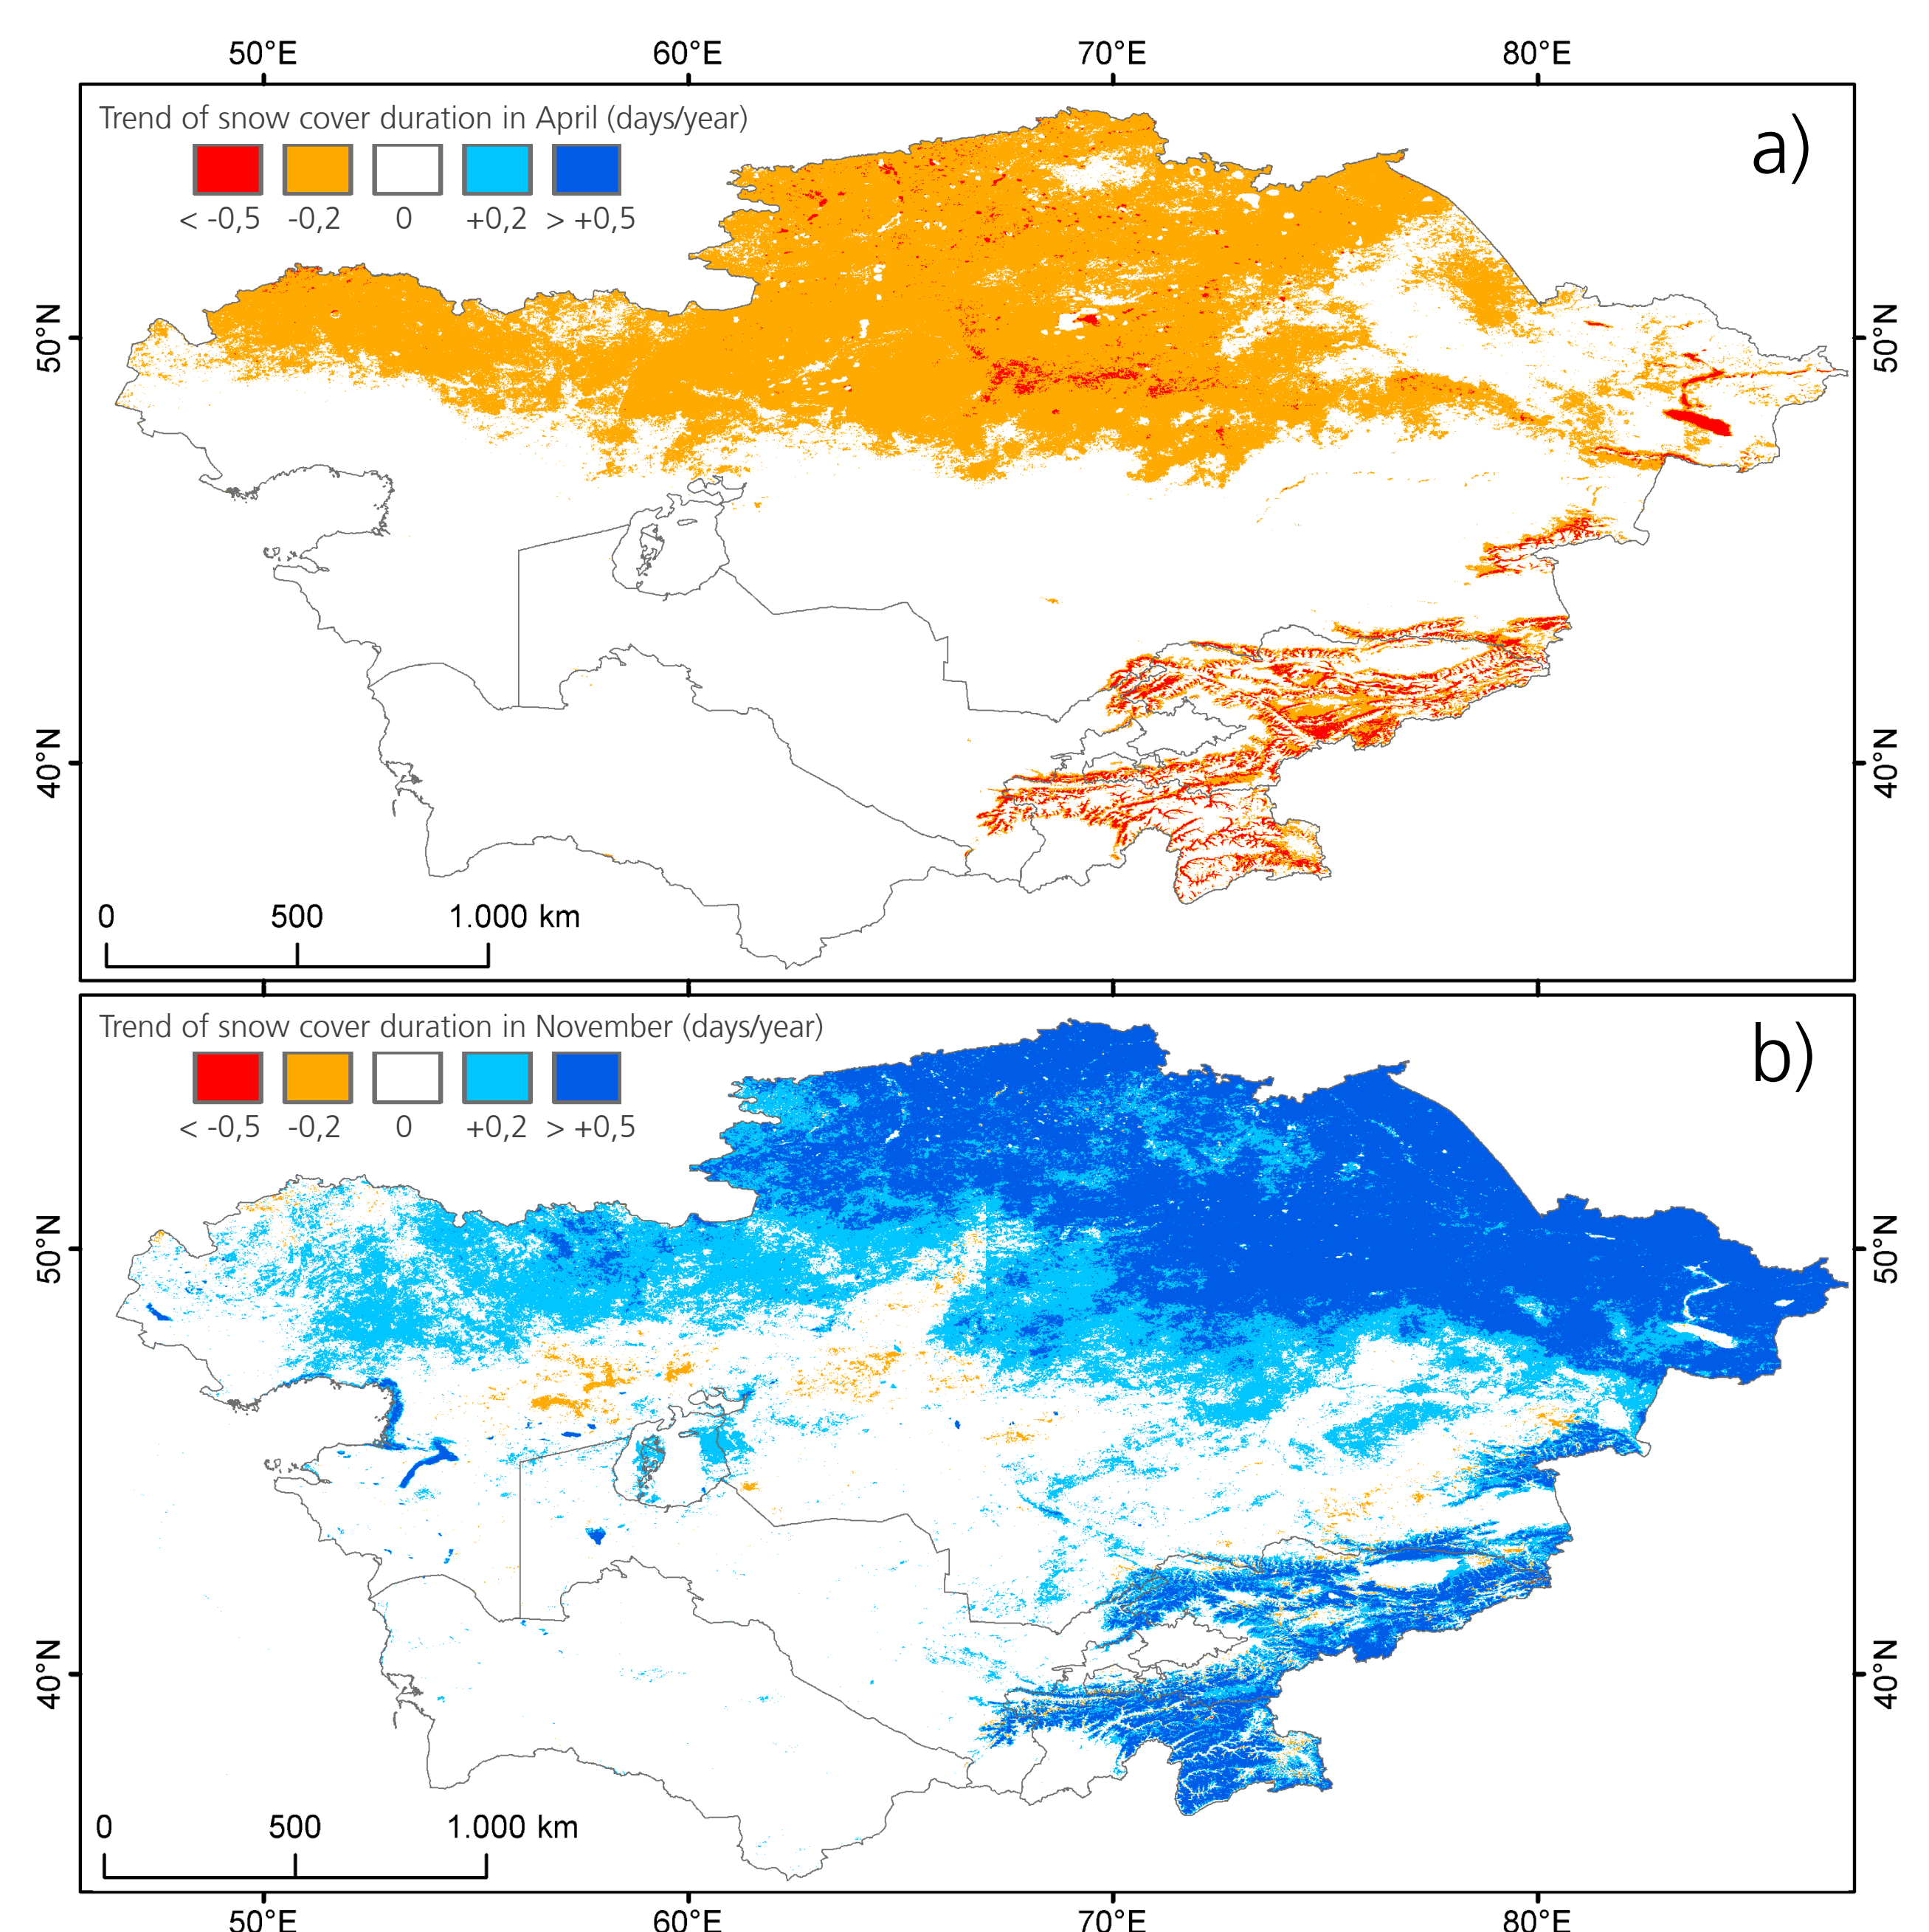 50°E 60°E 70°E 80°E
Trend of snow cover duration in April (days/year)
a)
< -0,5 -0,2 0 +0,2 > +0,5
50°N 50°N
40°N 40°N
0 500 1.000 km
Trend of snow cover duration in November (days/year)
b)
< -0,5 -0,2 0 +0,2 > +0,5
50°N 50°N
40°N 40°N
0 500 1.000 km
50°E 60°E 70°E 80°E